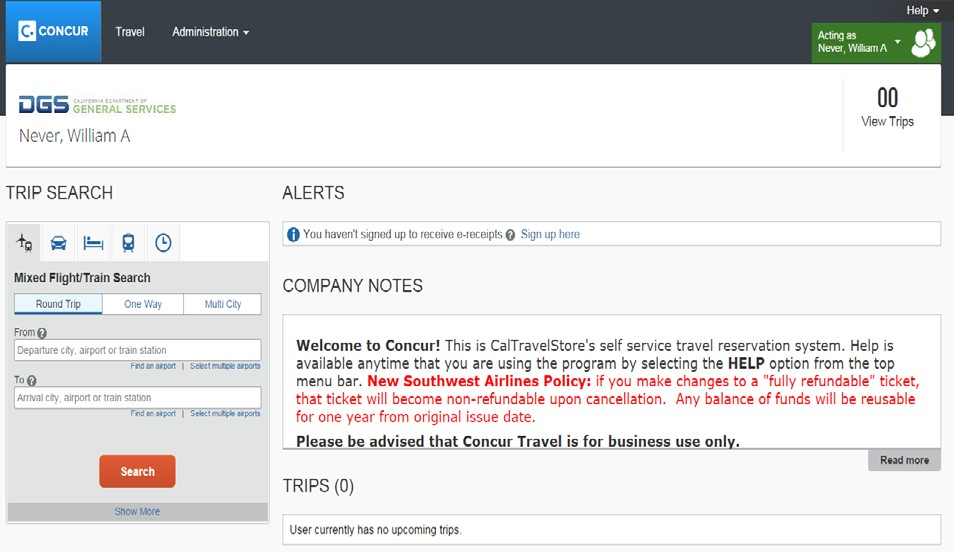 Help
C. CONCUR
Travel
Administration
Acting as
Never, William A
DGS CALIFORNIA DEPARTMENT OF
GENERAL SERVICES
Never, William A
00
View Trips
TRIP SEARCH
Mixed Flight/Train Search
Round Trip
One Way
Multi City
From ?
Departure city, airport or train station
Find an airport | Select multiple airports
To ?
Arrival city, airport or train station
Find an airport | Select multiple airports
Search
Show More
ALERTS
i You haven't signed up to receive e-receipts ? Sign up here
COMPANY NOTES
Welcome to Concur! This is CalTravelStore's self service travel reservation system. Help is
available anytime that you are using the program by selecting the HELP option from the top
menu bar. New Southwest Airlines Policy: if you make changes to a "fully refundable" ticket,
that ticket will become non-refundable upon cancellation. Any balance of funds will be reusable
for one year from original issue date.
Please be advised that Concur Travel is for business use only.
Read more
TRIPS (0)
User currently has no upcoming trips.